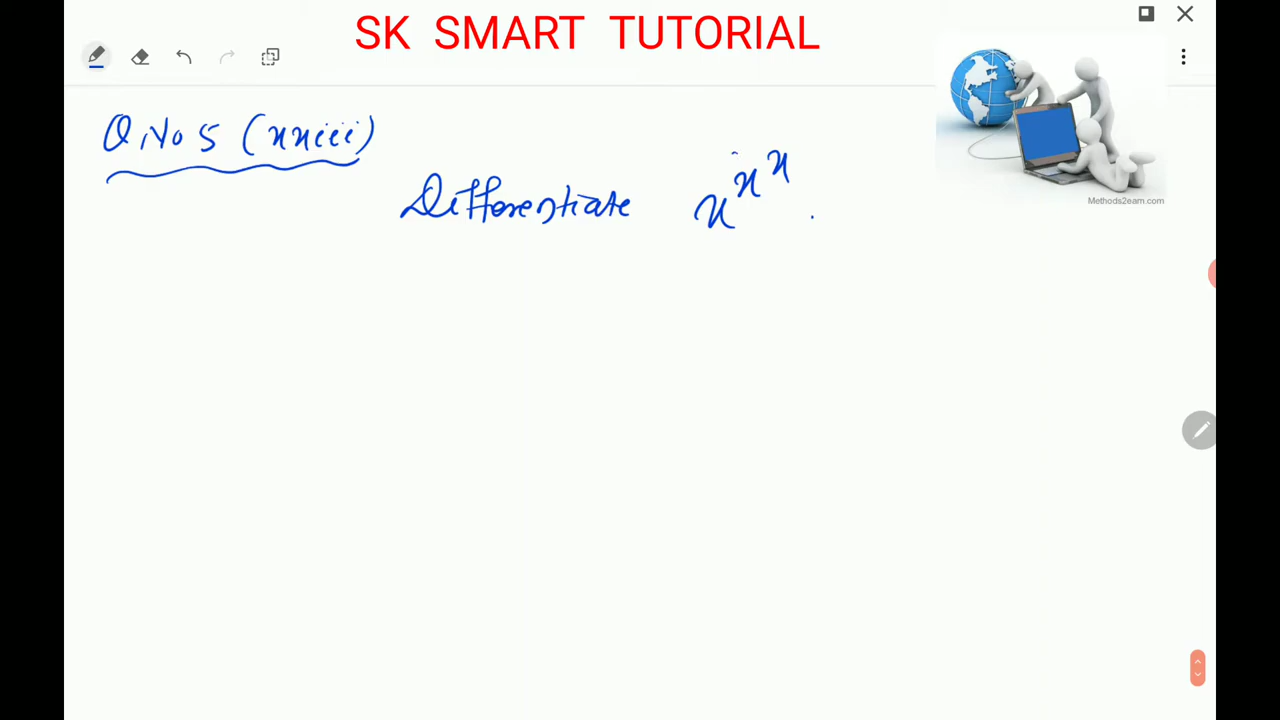 SK SMART TUTORIAL
Q.No 5 (xxiii)
Differentiate x^x^x.
Methods2eam.com